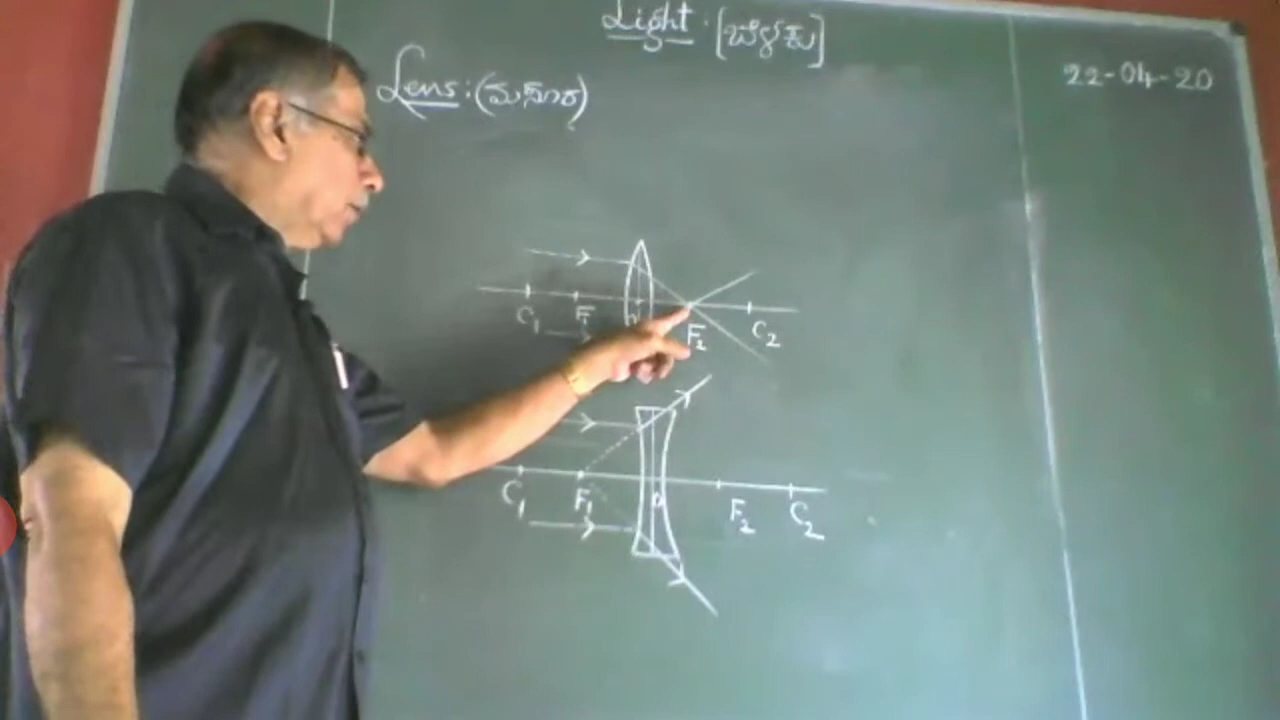 Light : [ಬೆಳಕು]
22-04-20
Lens : (ಮಸೂರ)
C₁ F₁ F₂ C₂
C₁ F₁ F₂ C₂